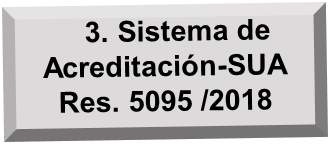 3. Sistema de
Acreditación-SUA
Res. 5095 /2018